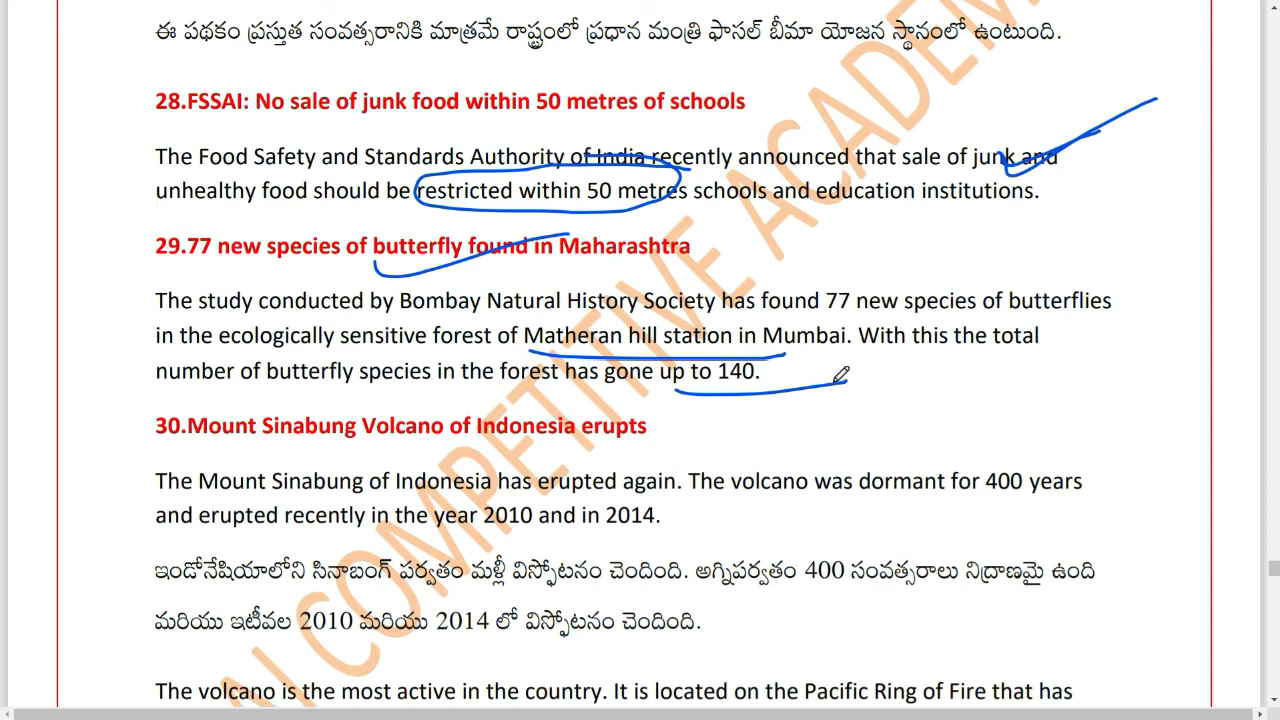 ఈ పథకం ప్రస్తుత సంవత్సరానికి మాత్రమే రాష్ట్రంలో ప్రధాన మంత్రి ఫాసల్ బీమా యోజన స్థానంలో ఉంటుంది.
28.FSSAI: No sale of junk food within 50 metres of schools
The Food Safety and Standards Authority of India recently announced that sale of junk and
unhealthy food should be restricted within 50 metres schools and education institutions.
29.77 new species of butterfly found in Maharashtra
The study conducted by Bombay Natural History Society has found 77 new species of butterflies
in the ecologically sensitive forest of Matheran hill station in Mumbai. With this the total
number of butterfly species in the forest has gone up to 140.
30.Mount Sinabung Volcano of Indonesia erupts
The Mount Sinabung of Indonesia has erupted again. The volcano was dormant for 400 years
and erupted recently in the year 2010 and in 2014.
ఇండోనేషియాలోని సినాబంగ్ పర్వతం మళ్లీ విస్ఫోటనం చెందింది. అగ్నిపర్వతం 400 సంవత్సరాలు నిద్రాణమై ఉంది
మరియు ఇటీవల 2010 మరియు 2014 లో విస్ఫోటనం చెందింది.
The volcano is the most active in the country. It is located on the Pacific Ring of Fire that has
AI COMPETITIVE ACADEM